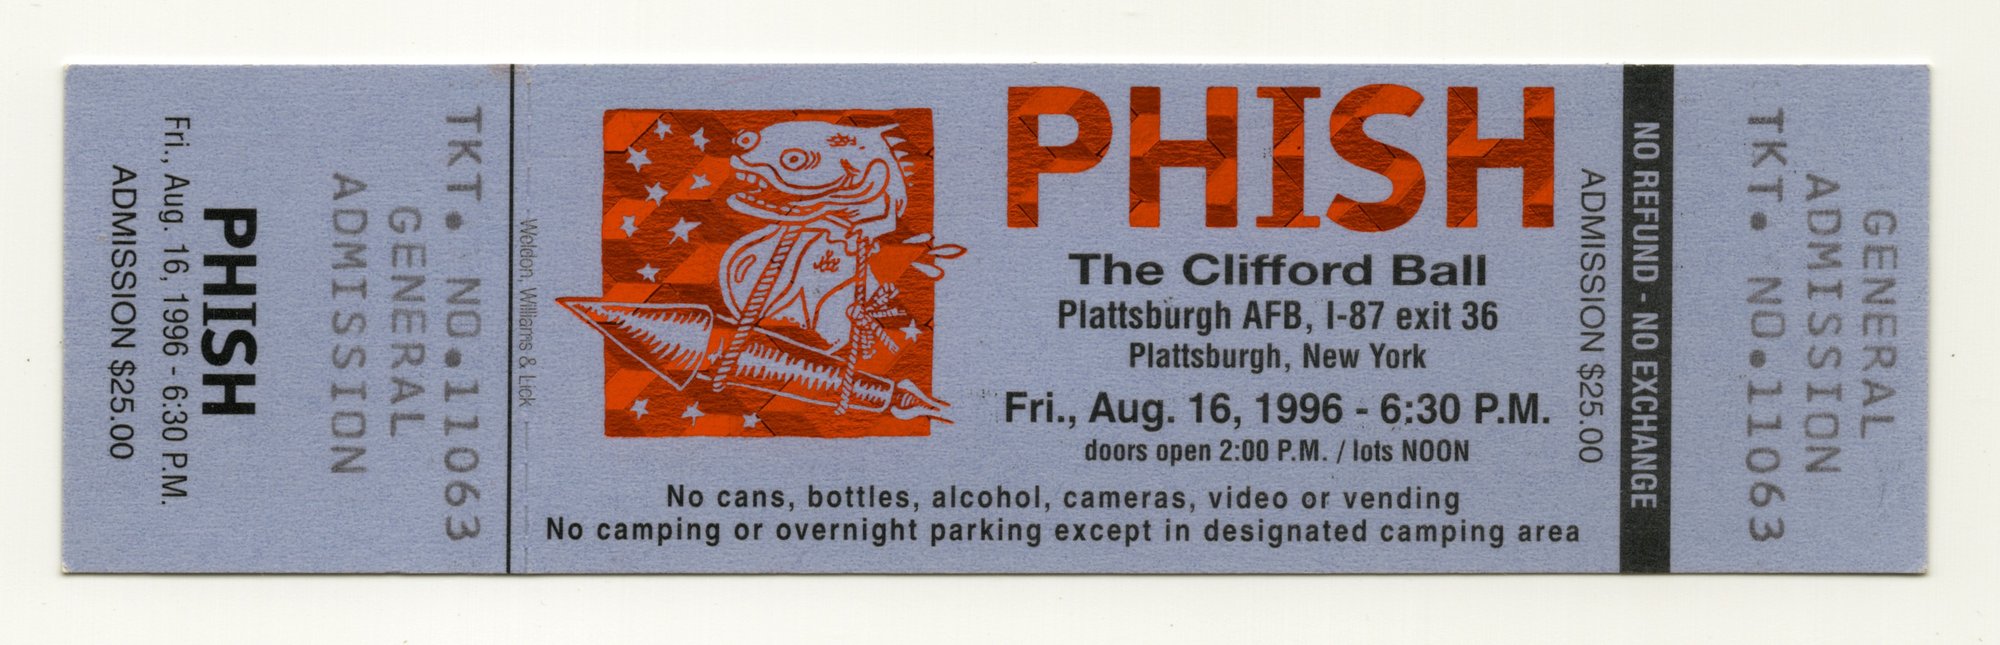 PHISH
Fri., Aug. 16, 1996 - 6:30 P.M.
ADMISSION $25.00
TKT. NO.11063
GENERAL
ADMISSION
Weldon, Williams & Lick
PHISH
The Clifford Ball
Plattsburgh AFB, I-87 exit 36
Plattsburgh, New York
Fri., Aug. 16, 1996 - 6:30 P.M.
doors open 2:00 P.M. / lots NOON
No cans, bottles, alcohol, cameras, video or vending
No camping or overnight parking except in designated camping area
ADMISSION $25.00
NO REFUND - NO EXCHANGE
GENERAL
ADMISSION
TKT. NO.11063